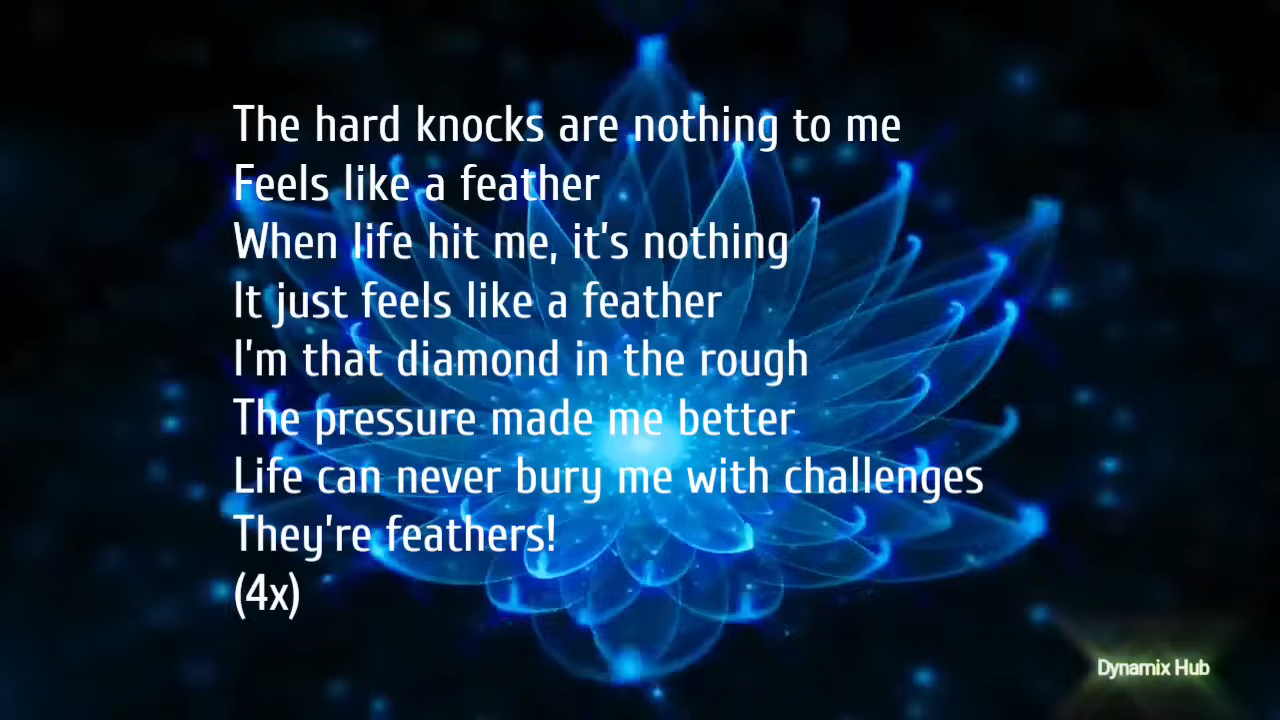 The hard knocks are nothing to me
Feels like a feather
When life hit me, it's nothing
It just feels like a feather
I'm that diamond in the rough
The pressure made me better
Life can never bury me with challenges
They're feathers!
(4x)
Dynamix Hub